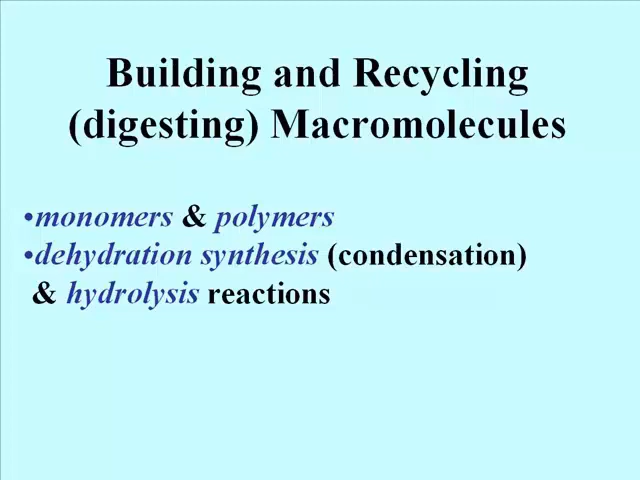 Building and Recycling
(digesting) Macromolecules
•monomers & polymers
•dehydration synthesis (condensation)
& hydrolysis reactions